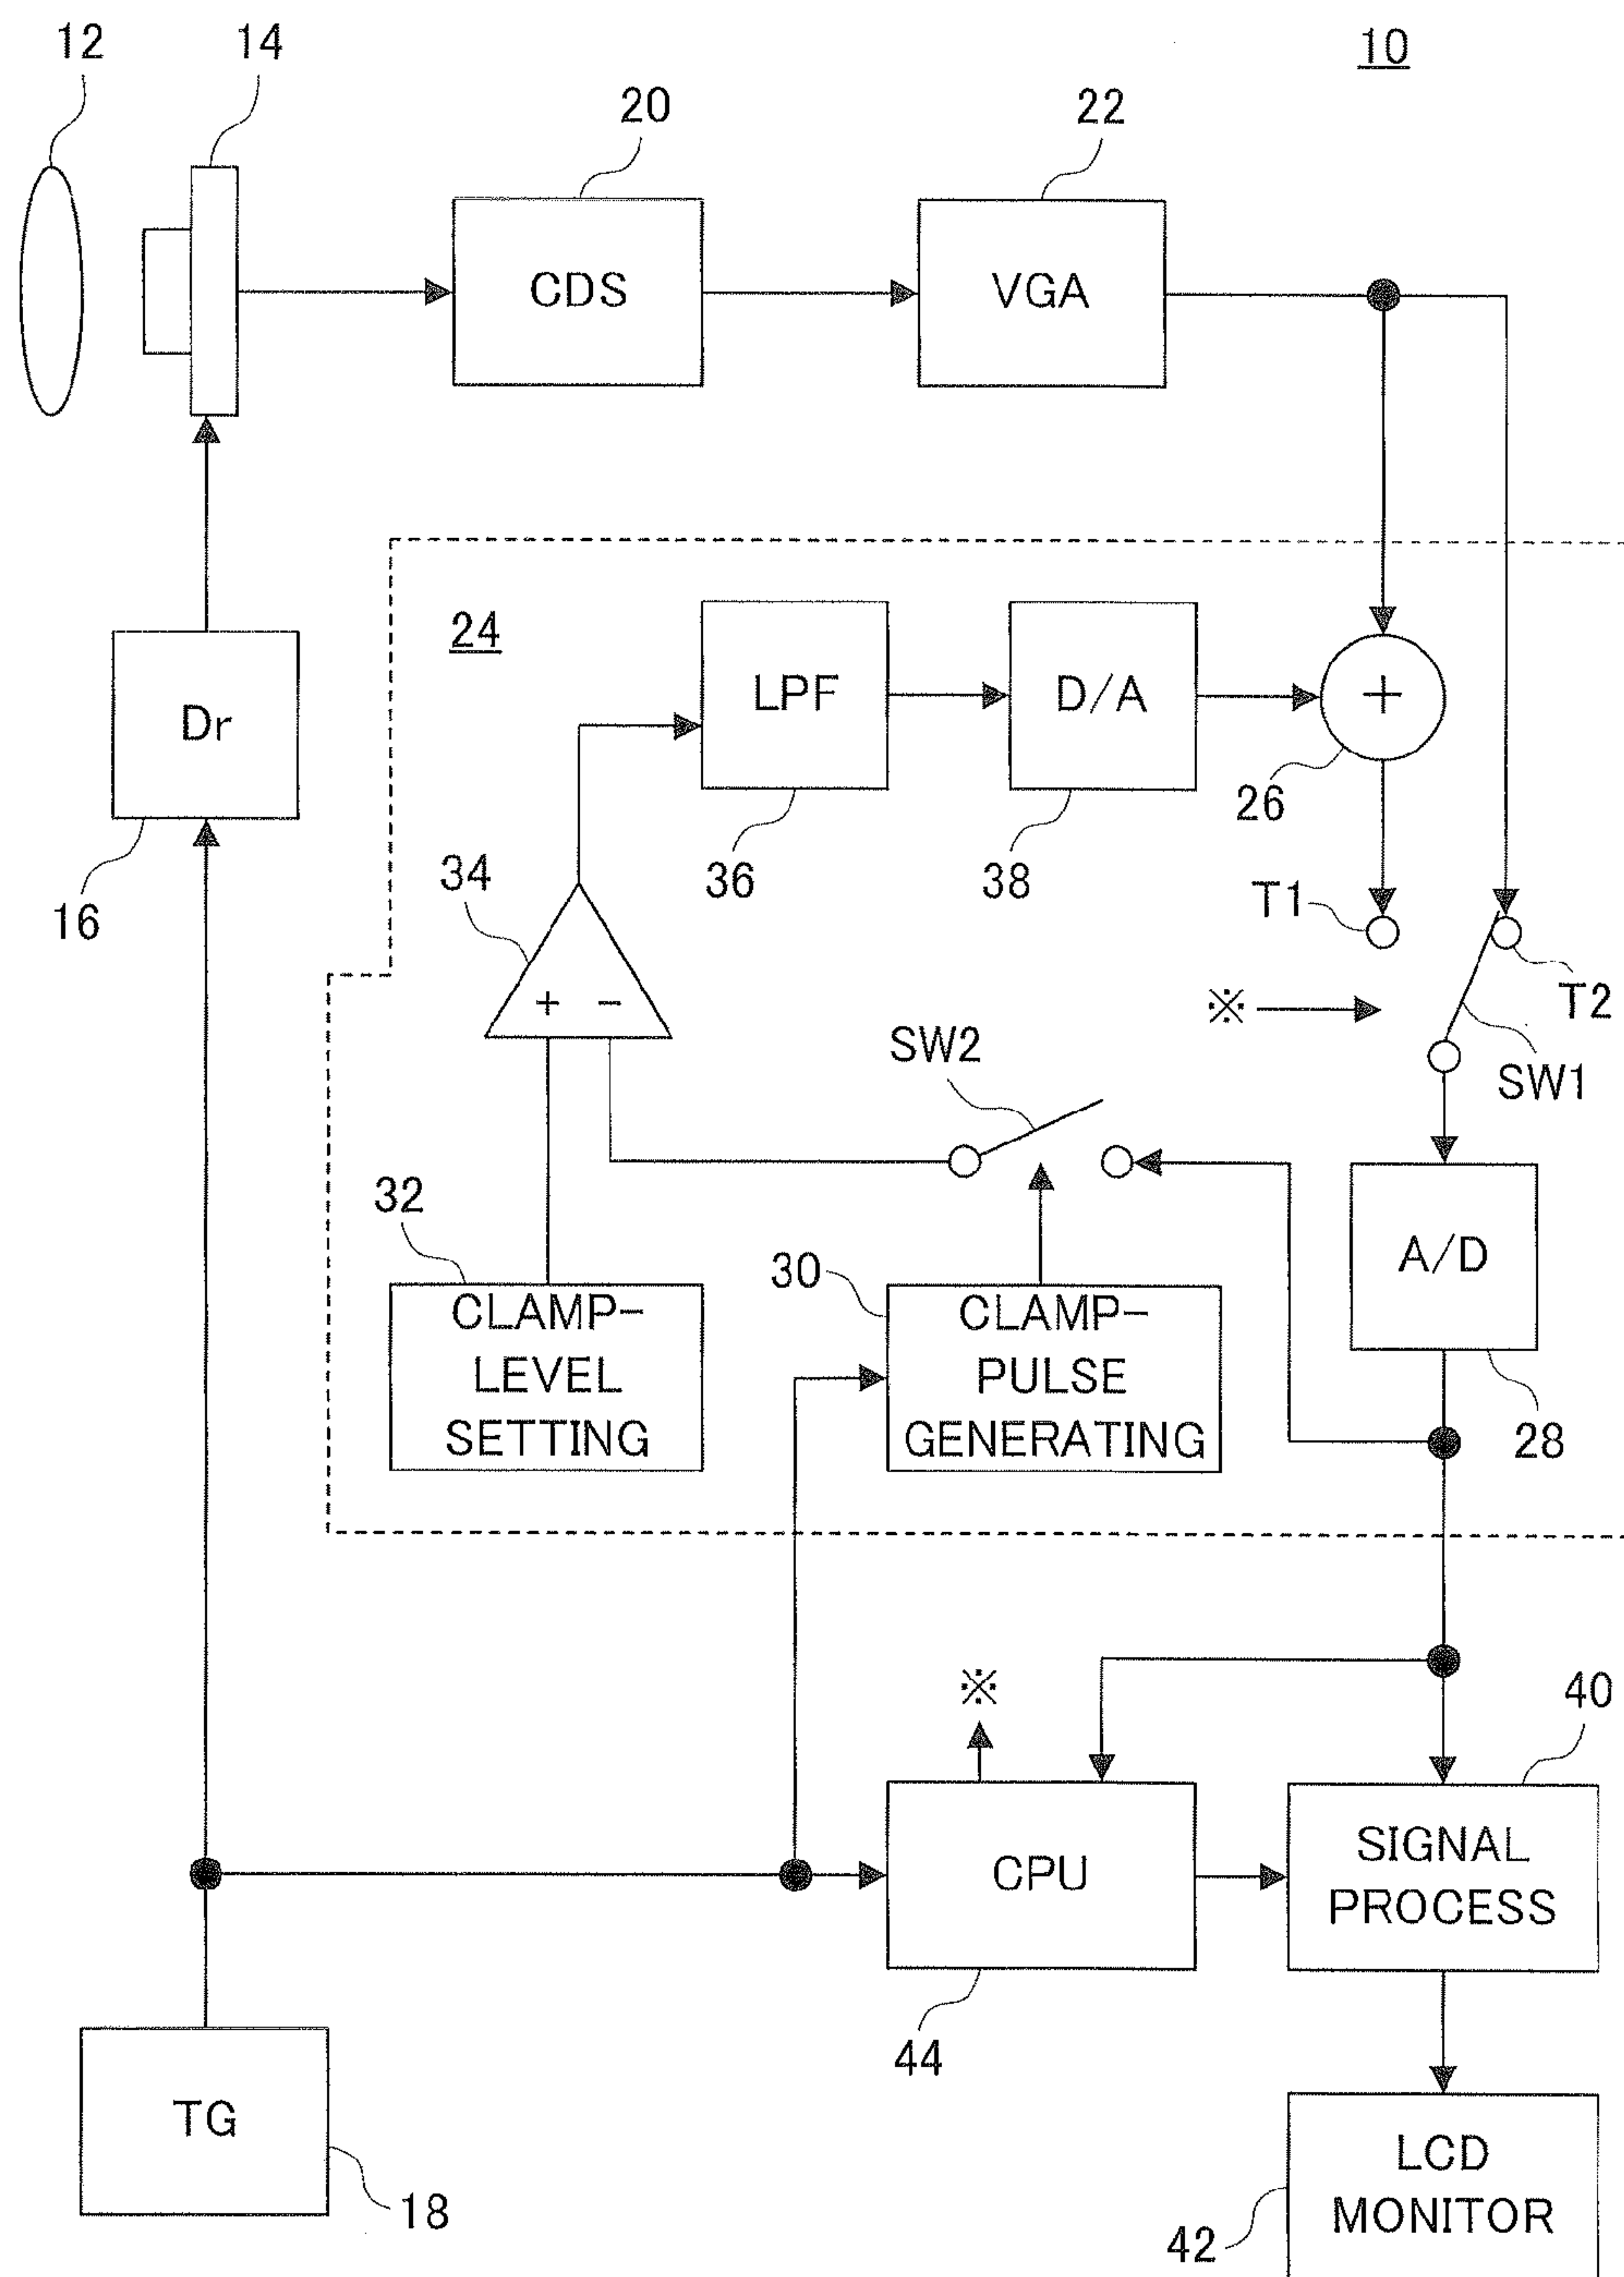 12
14
10
20
22
CDS
VGA
24
LPF
D/A
+
Dr
26
34
36
38
T1
16
+ -
※
T2
SW2
SW1
32
30
A/D
CLAMP-
LEVEL
SETTING
CLAMP-
PULSE
GENERATING
28
※
40
CPU
SIGNAL
PROCESS
44
TG
LCD
MONITOR
18
42